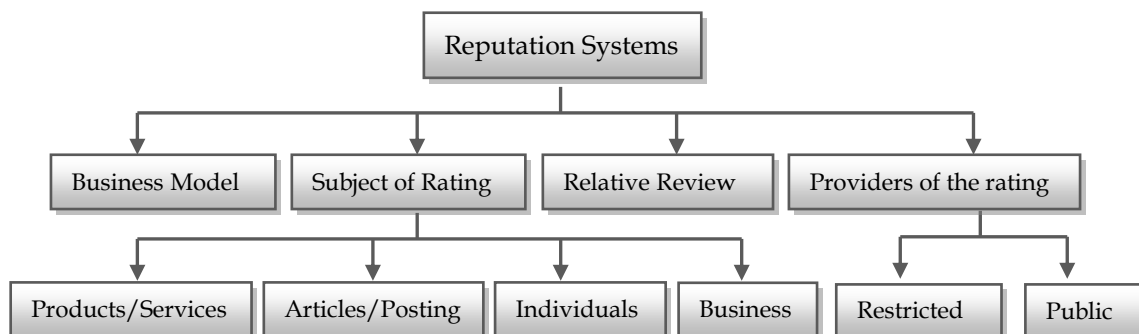 Reputation Systems
Business Model
Subject of Rating
Relative Review
Providers of the rating
Products/Services
Articles/Posting
Individuals
Business
Restricted
Public